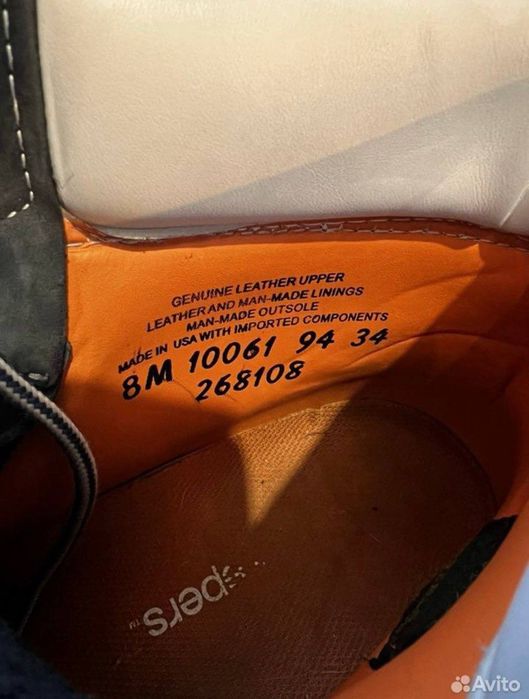 GENUINE LEATHER UPPER
LEATHER AND MAN-MADE LININGS
MAN-MADE OUTSOLE
MADE IN USA WITH IMPORTED COMPONENTS
8M 10061 94 34
268108
pers™
Avito